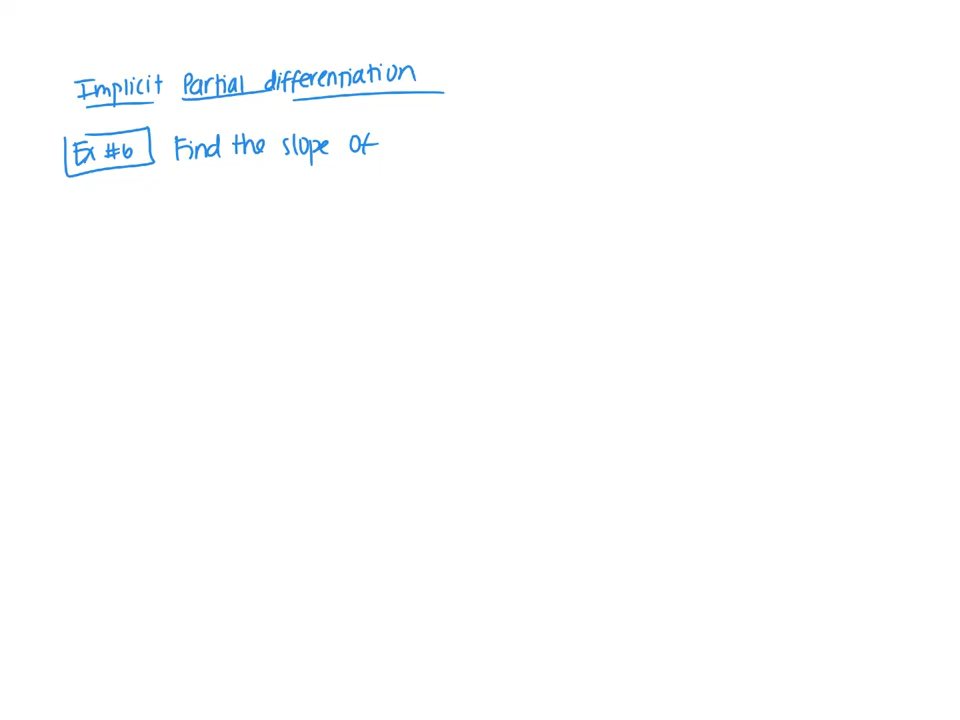 Implicit Partial differentiation
Ex #6 Find the slope of